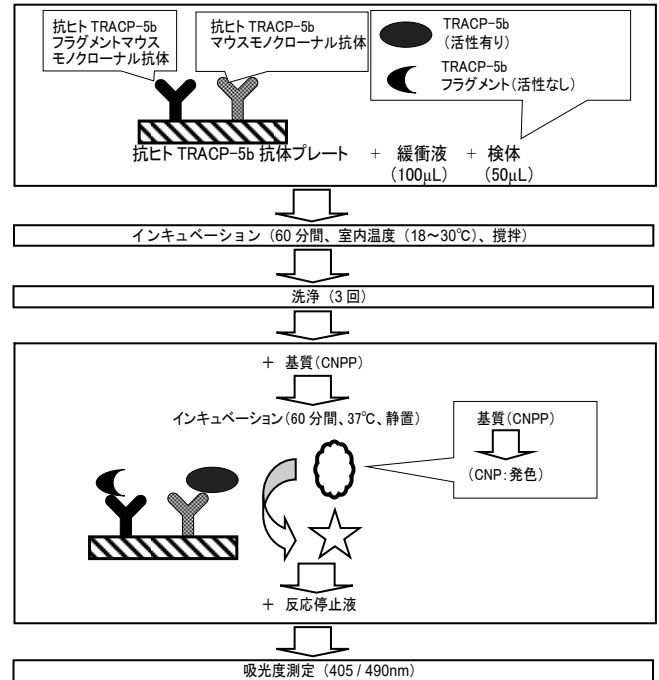 抗ヒト TRACP-5b
フラグメントマウス
モノクローナル抗体
抗ヒト TRACP-5b
マウスモノクローナル抗体
TRACP-5b
(活性有り)
TRACP-5b
フラグメント(活性なし)
抗ヒト TRACP-5b 抗体プレート + 緩衝液 + 検体
(100μL) (50μL)
インキュベーション (60 分間、室内温度 (18~30℃)、撹拌)
洗浄 (3 回)
+ 基質(CNPP)
インキュベーション(60 分間、37℃、静置)
基質(CNPP)
(CNP:発色)
+ 反応停止液
吸光度測定 (405 / 490nm)